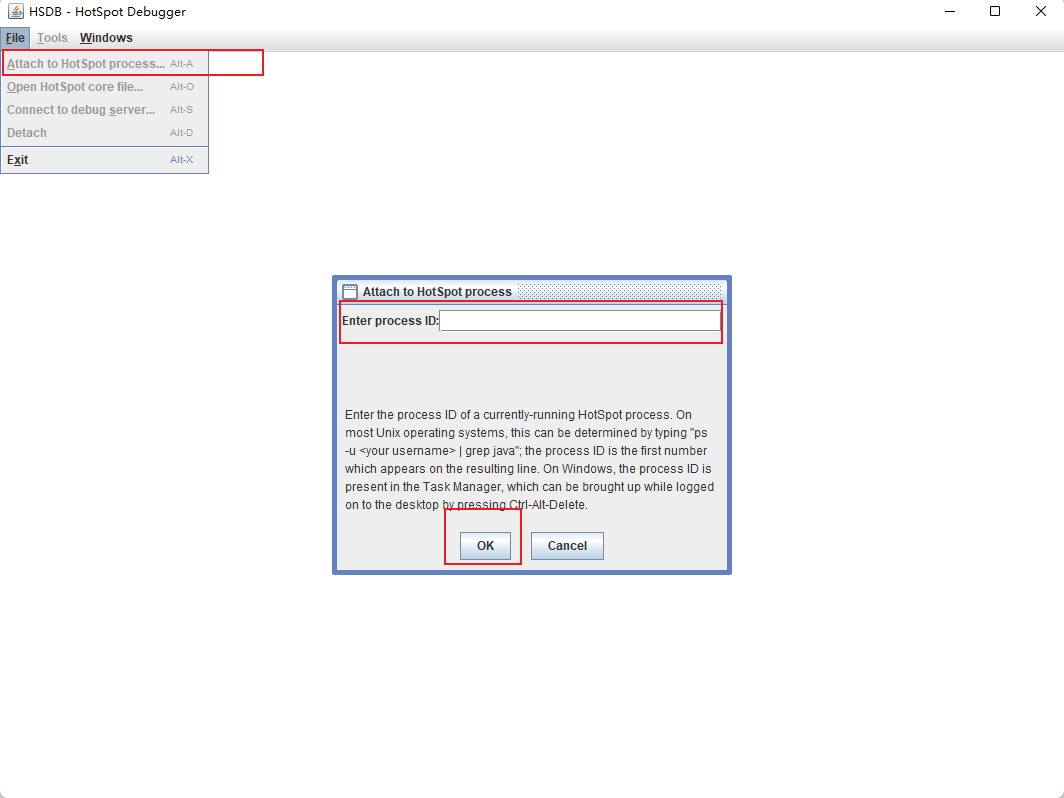 HSDB - HotSpot Debugger
File Tools Windows
Attach to HotSpot process... Alt-A
Open HotSpot core file... Alt-O
Connect to debug server... Alt-S
Detach Alt-D
Exit Alt-X
Attach to HotSpot process
Enter process ID:
Enter the process ID of a currently-running HotSpot process. On
most Unix operating systems, this can be determined by typing "ps
-u <your username> | grep java"; the process ID is the first number
which appears on the resulting line. On Windows, the process ID is
present in the Task Manager, which can be brought up while logged
on to the desktop by pressing Ctrl-Alt-Delete.
OK Cancel